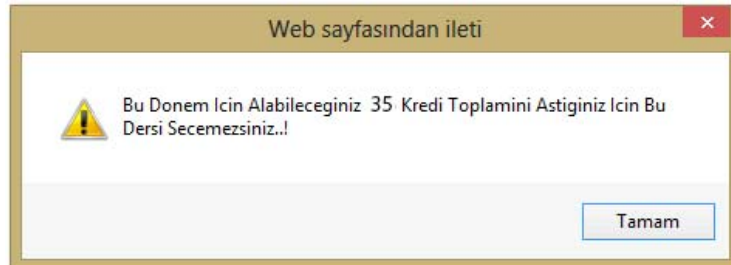 Web sayfasından ileti
Bu Donem Icin Alabileceginiz 35 Kredi Toplamini Astiginiz Icin Bu
Dersi Secemezsiniz..!
Tamam